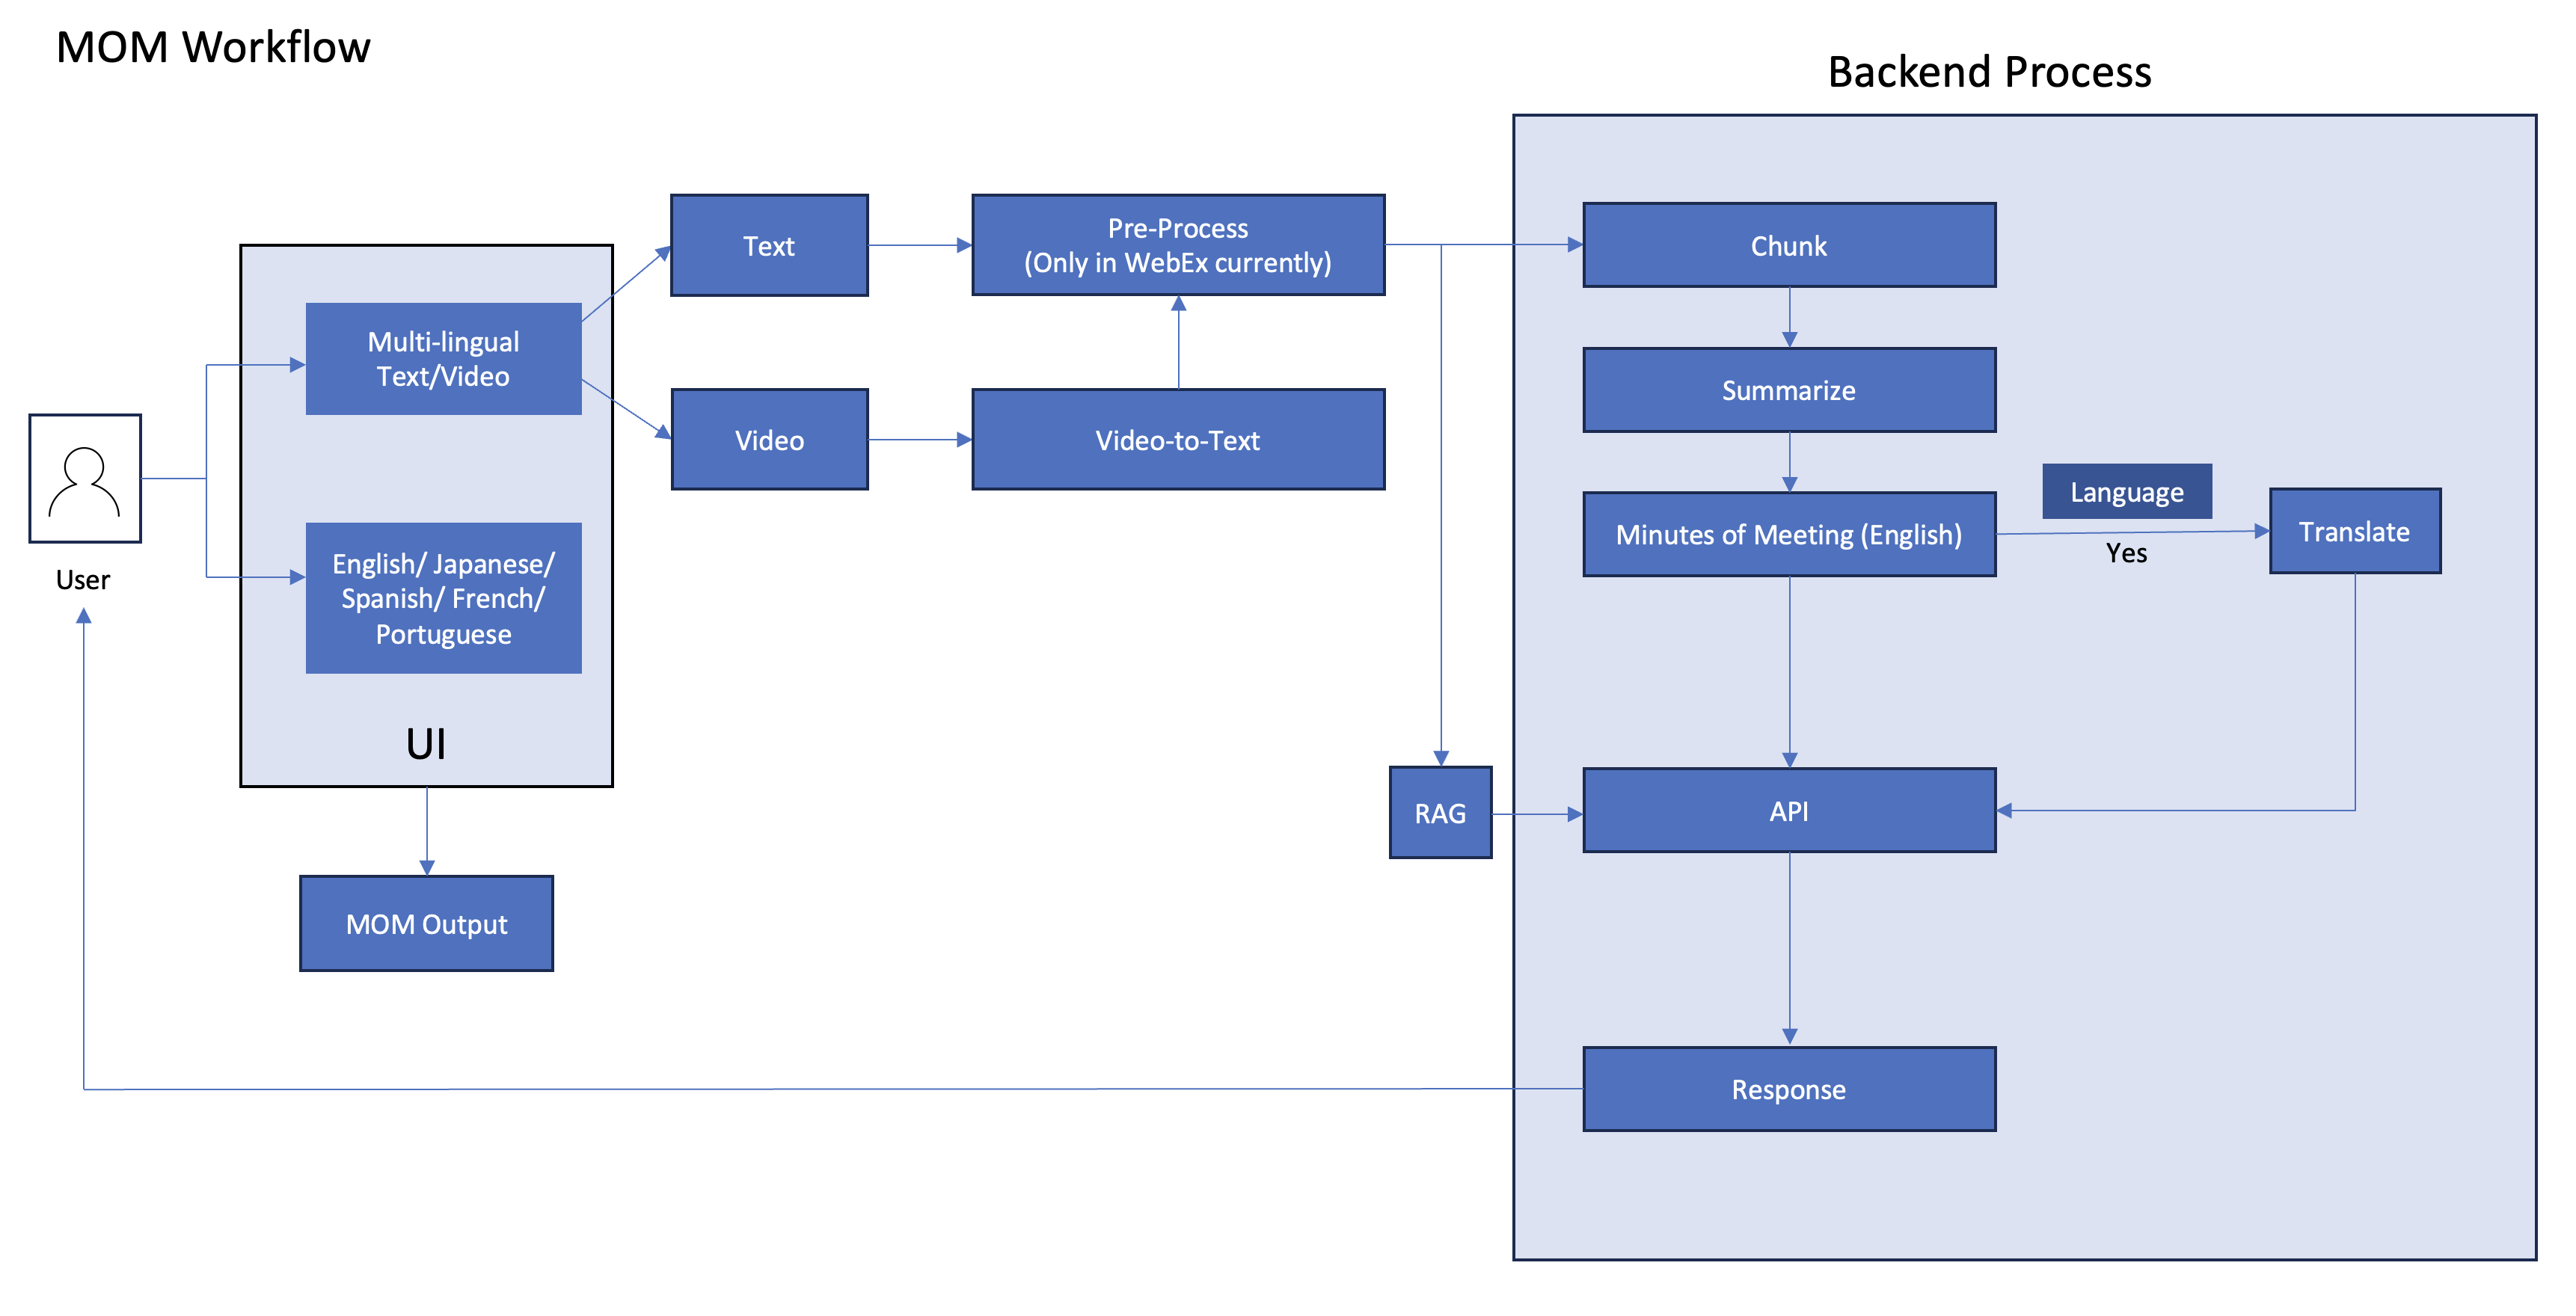 MOM Workflow
Backend Process
Text
Pre-Process
(Only in WebEx currently)
Chunk
Multi-lingual
Text/Video
Video
Video-to-Text
Summarize
User
English/ Japanese/
Spanish/ French/
Portuguese
UI
Minutes of Meeting (English)
Language
Yes
Translate
RAG
API
MOM Output
Response